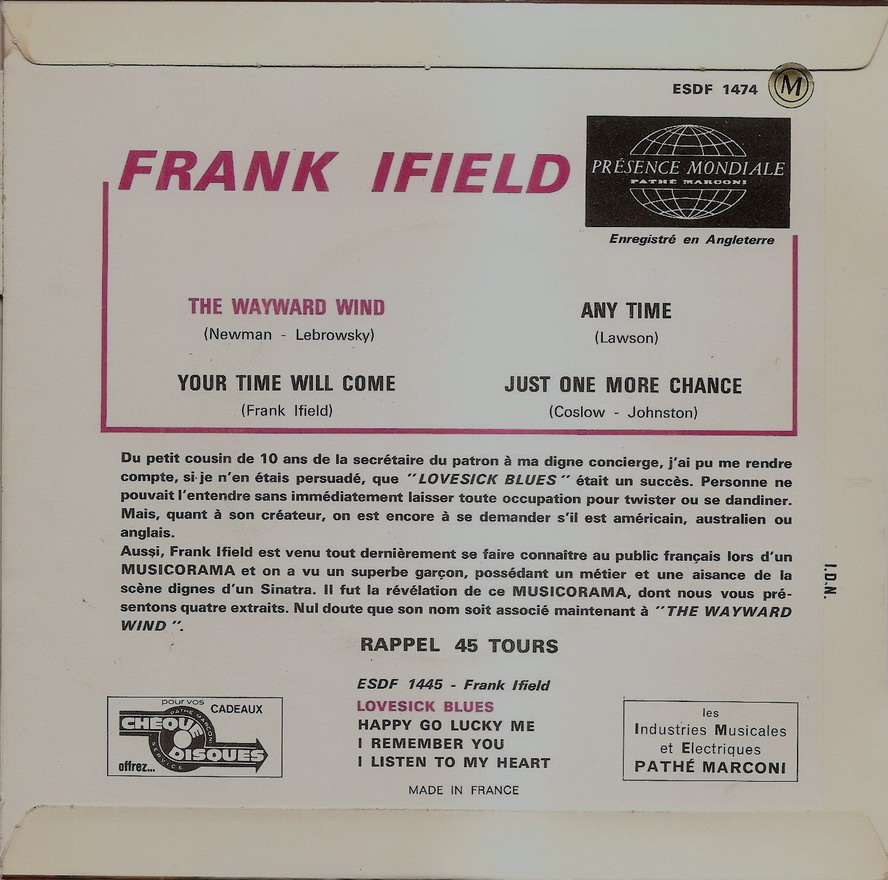 ESDF 1474 M
FRANK IFIELD
PRÉSENCE MONDIALE
PATHÉ MARCONI
Enregistré en Angleterre
THE WAYWARD WIND
(Newman - Lebrowsky)
YOUR TIME WILL COME
(Frank Ifield)
ANY TIME
(Lawson)
JUST ONE MORE CHANCE
(Coslow - Johnston)
Du petit cousin de 10 ans de la secrétaire du patron à ma digne concierge, j'ai pu me rendre
compte, si je n'en étais persuadé, que "LOVESICK BLUES" était un succès. Personne ne
pouvait l'entendre sans immédiatement laisser toute occupation pour twister ou se dandiner.
Mais, quant à son créateur, on est encore à se demander s'il est américain, australien ou
anglais.
Aussi, Frank Ifield est venu tout dernièrement se faire connaître au public français lors d'un
MUSICORAMA et on a vu un superbe garçon, possédant un métier et une aisance de la
scène dignes d'un Sinatra. Il fut la révélation de ce MUSICORAMA, dont nous vous pré-
sentons quatre extraits. Nul doute que son nom soit associé maintenant à "THE WAYWARD
WIND".
I.D.N.
RAPPEL 45 TOURS
ESDF 1445 - Frank Ifield
LOVESICK BLUES
HAPPY GO LUCKY ME
I REMEMBER YOU
I LISTEN TO MY HEART
MADE IN FRANCE
pour vos CADEAUX
PATHÉ MARCONI
CHEQUE
DISQUES
SERVICE
offrez...
les
Industries Musicales
et Electriques
PATHÉ MARCONI